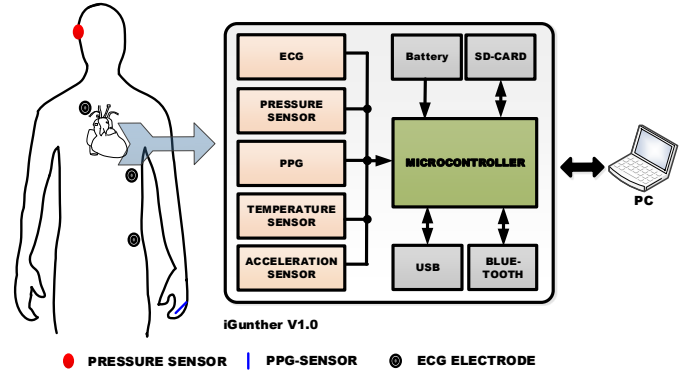 ECG
PRESSURE
SENSOR
PPG
TEMPERATURE
SENSOR
ACCELERATION
SENSOR
Battery
SD-CARD
MICROCONTROLLER
USB
BLUE-
TOOTH
PC
iGunther V1.0
PRESSURE SENSOR
PPG-SENSOR
ECG ELECTRODE